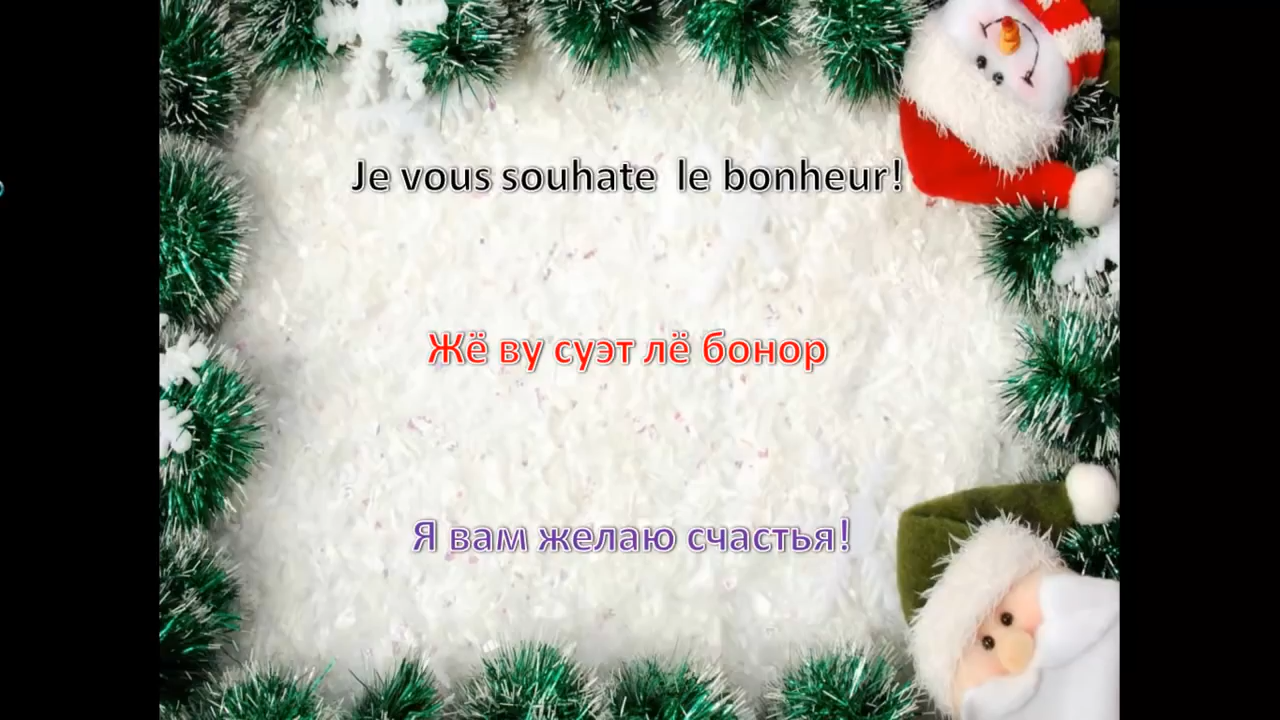 Je vous souhate le bonheur!
Жё ву суэт лё бонор
Я вам желаю счастья!